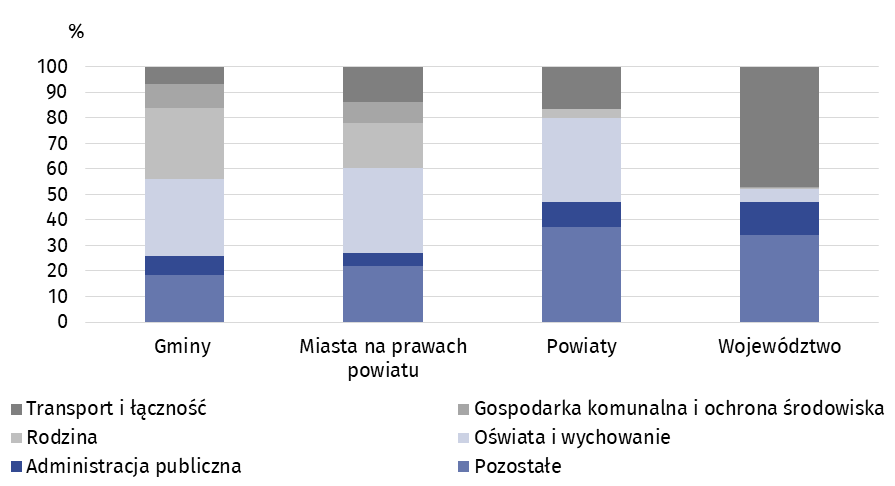 %
100
90
80
70
60
50
40
30
20
10
0
Gminy
Miasta na prawach
powiatu
Powiaty
Województwo
Transport i łączność
Gospodarka komunalna i ochrona środowiska
Rodzina
Oświata i wychowanie
Administracja publiczna
Pozostałe